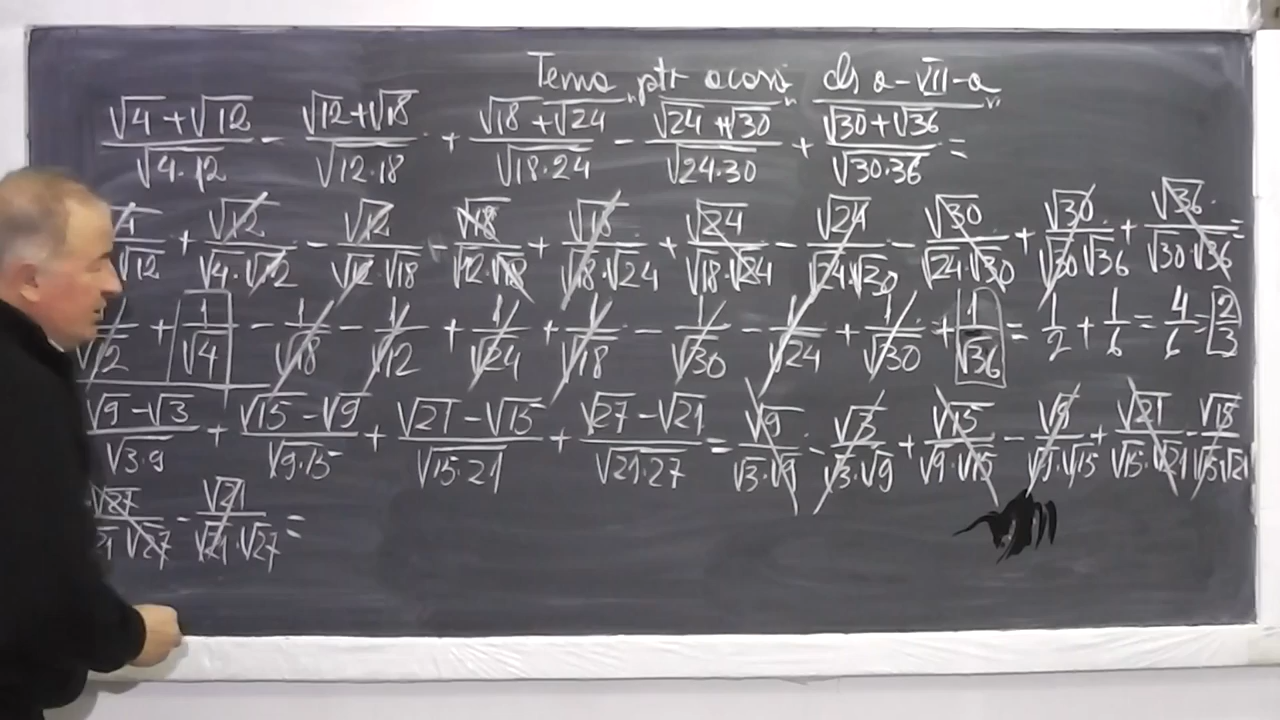 Tema ptr acasă "cls a-VII-a"
(√4+√12)/√(4·12) - (√12+√18)/√(12·18) + (√18+√24)/√(18·24) - (√24+√30)/√(24·30) + (√30+√36)/√(30·36) =
√4/√12 + √12/(√4·√12) - √12/(√12·√18) - √18/(√12·√18) + √18/(√18·√24) + √24/(√18·√24) - √24/(√24·√30) - √30/(√24·√30) + √30/(√30·√36) + √36/(√30·√36) =
1/√12 + 1/√4 - 1/√18 - 1/√12 + 1/√24 + 1/√18 - 1/√30 - 1/√24 + 1/√30 + 1/√36 = 1/2 + 1/6 = 4/6 = 2/3
(√9-√3)/√(3·9) + (√15-√9)/√(9·15) + (√21-√15)/√(15·21) + (√27-√21)/√(21·27) = √9/(√3·√9) - √3/(√3·√9) + √15/(√9·√15) - √9/(√9·√15) + √21/(√15·√21) - √15/(√15·√21)
√27/(√21·√27) - √21/(√21·√27) =